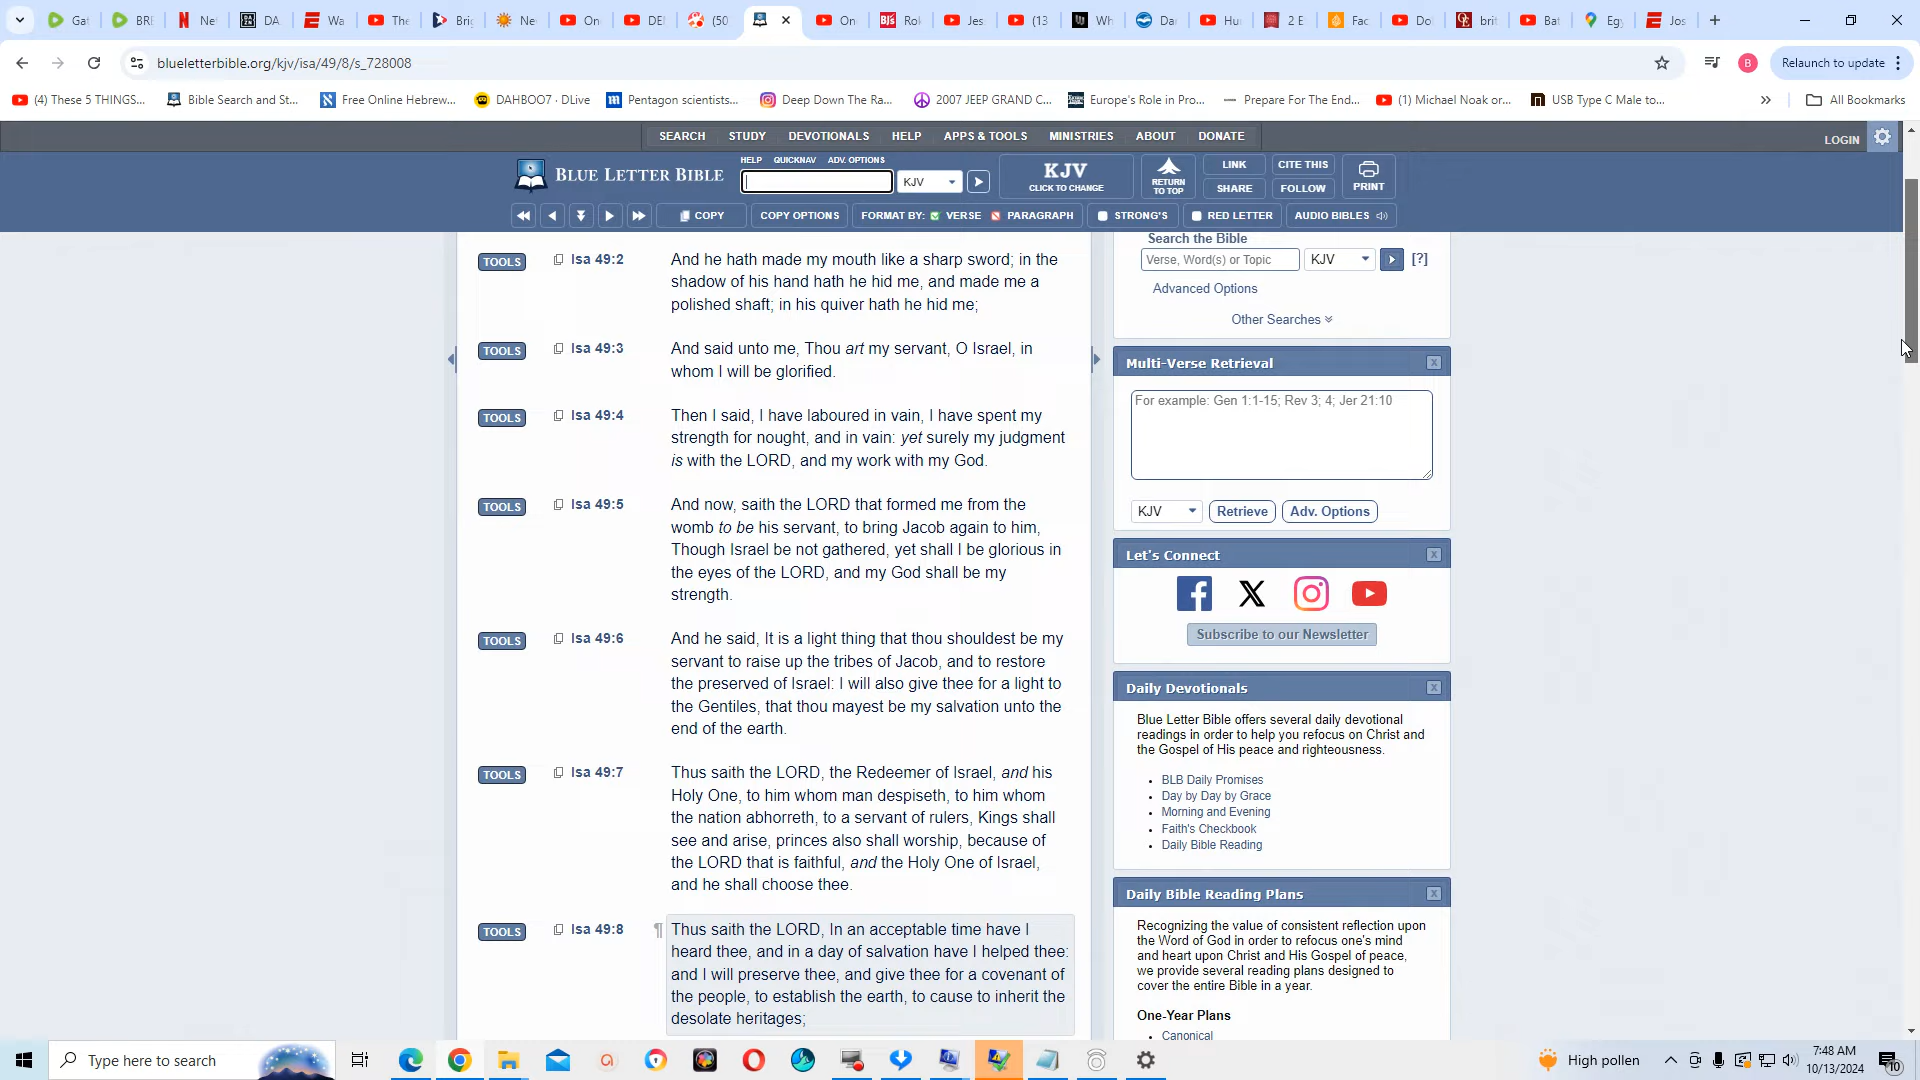 Gat
BRE
Net
DA
Wa
The
Brig
Ne
On
DEI
(50
On
Rok
Jes
(13
Wh
Da
Hu
2 E
Fac
Do
brit
Bat
Egy
Jos
blueletterbible.org/kjv/isa/49/8/s_728008
B
Relaunch to update
(4) These 5 THINGS...
Bible Search and St...
Free Online Hebrew...
DAHBOO7 · DLive
Pentagon scientists...
Deep Down The Ra...
2007 JEEP GRAND C...
Europe's Role in Pro...
Prepare For The End...
(1) Michael Noak or...
USB Type C Male to...
All Bookmarks
SEARCH STUDY DEVOTIONALS HELP APPS & TOOLS MINISTRIES ABOUT DONATE
LOGIN
HELP QUICKNAV ADV. OPTIONS
BLUE LETTER BIBLE
KJV
KJV
CLICK TO CHANGE
RETURN
TO TOP
LINK
CITE THIS
SHARE
FOLLOW
PRINT
COPY
COPY OPTIONS
FORMAT BY: VERSE PARAGRAPH
STRONG'S
RED LETTER
AUDIO BIBLES
TOOLS
Isa 49:2
And he hath made my mouth like a sharp sword; in the
shadow of his hand hath he hid me, and made me a
polished shaft; in his quiver hath he hid me;
TOOLS
Isa 49:3
And said unto me, Thou art my servant, O Israel, in
whom I will be glorified.
TOOLS
Isa 49:4
Then I said, I have laboured in vain, I have spent my
strength for nought, and in vain: yet surely my judgment
is with the LORD, and my work with my God.
TOOLS
Isa 49:5
And now, saith the LORD that formed me from the
womb to be his servant, to bring Jacob again to him,
Though Israel be not gathered, yet shall I be glorious in
the eyes of the LORD, and my God shall be my
strength.
TOOLS
Isa 49:6
And he said, It is a light thing that thou shouldest be my
servant to raise up the tribes of Jacob, and to restore
the preserved of Israel: I will also give thee for a light to
the Gentiles, that thou mayest be my salvation unto the
end of the earth.
TOOLS
Isa 49:7
Thus saith the LORD, the Redeemer of Israel, and his
Holy One, to him whom man despiseth, to him whom
the nation abhorreth, to a servant of rulers, Kings shall
see and arise, princes also shall worship, because of
the LORD that is faithful, and the Holy One of Israel,
and he shall choose thee.
TOOLS
Isa 49:8
¶
Thus saith the LORD, In an acceptable time have I
heard thee, and in a day of salvation have I helped thee:
and I will preserve thee, and give thee for a covenant of
the people, to establish the earth, to cause to inherit the
desolate heritages;
Search the Bible
Verse, Word(s) or Topic
KJV
[?]
Advanced Options
Other Searches
Multi-Verse Retrieval
For example: Gen 1:1-15; Rev 3; 4; Jer 21:10
KJV
Retrieve
Adv. Options
Let's Connect
Subscribe to our Newsletter
Daily Devotionals
Blue Letter Bible offers several daily devotional
readings in order to help you refocus on Christ and
the Gospel of His peace and righteousness.
BLB Daily Promises
Day by Day by Grace
Morning and Evening
Faith's Checkbook
Daily Bible Reading
Daily Bible Reading Plans
Recognizing the value of consistent reflection upon
the Word of God in order to refocus one's mind
and heart upon Christ and His Gospel of peace,
we provide several reading plans designed to
cover the entire Bible in a year.
One-Year Plans
Canonical
Type here to search
High pollen
7:48 AM
10/13/2024
10